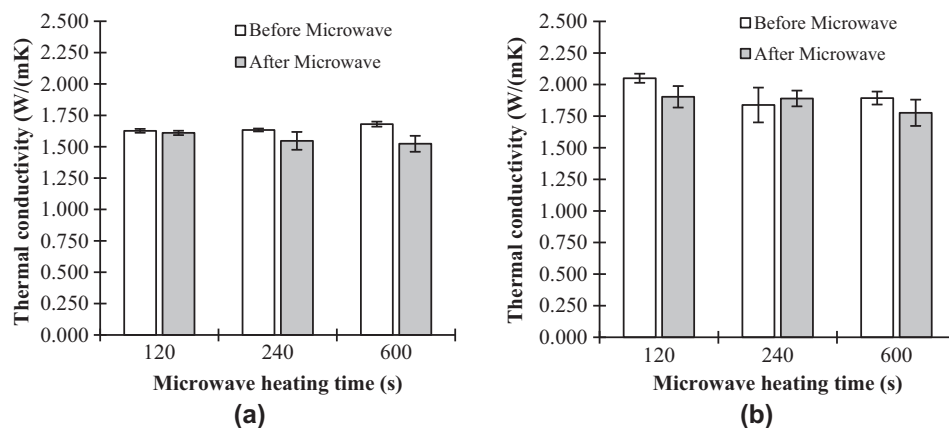 2.500
2.250
2.000
1.750
1.500
1.250
1.000
0.750
0.500
0.250
0.000
Thermal conductivity (W/(mK)
Before Microwave
After Microwave
120 240 600
Microwave heating time (s)
(a)
2.500
2.250
2.000
1.750
1.500
1.250
1.000
0.750
0.500
0.250
0.000
Thermal conductivity (W/(mK)
Before Microwave
After Microwave
120 240 600
Microwave heating time (s)
(b)